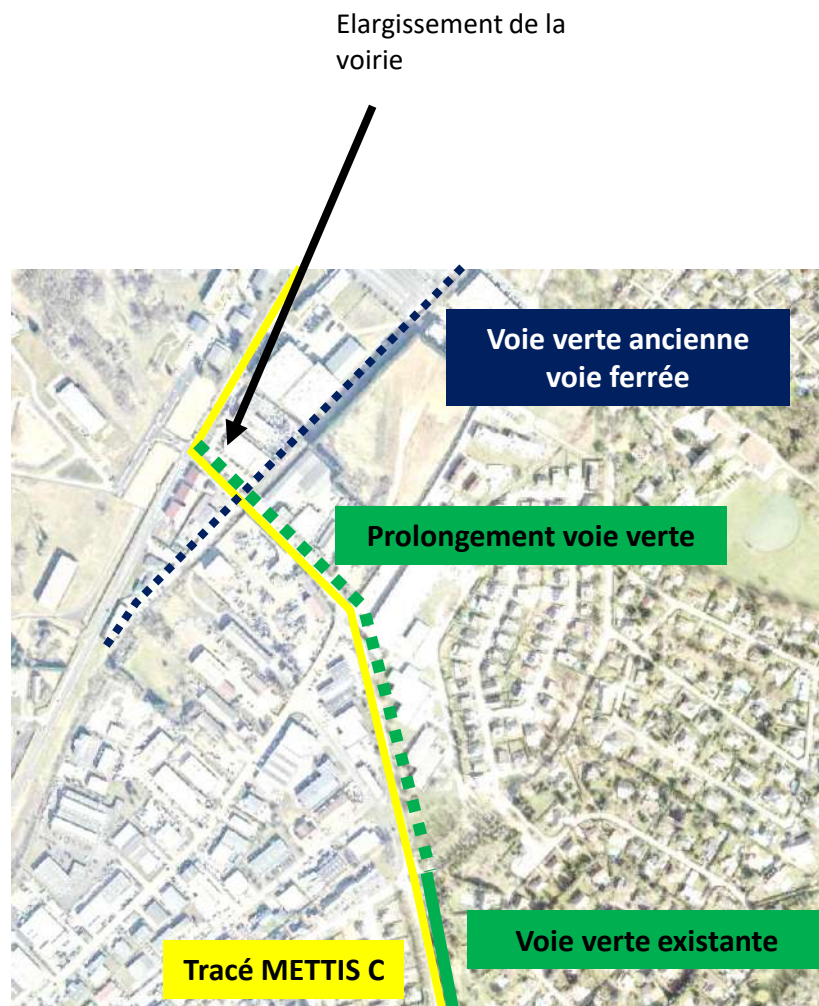 Elargissement de la
voirie
Voie verte ancienne
voie ferrée
Prolongement voie verte
Voie verte existante
Tracé METTIS C